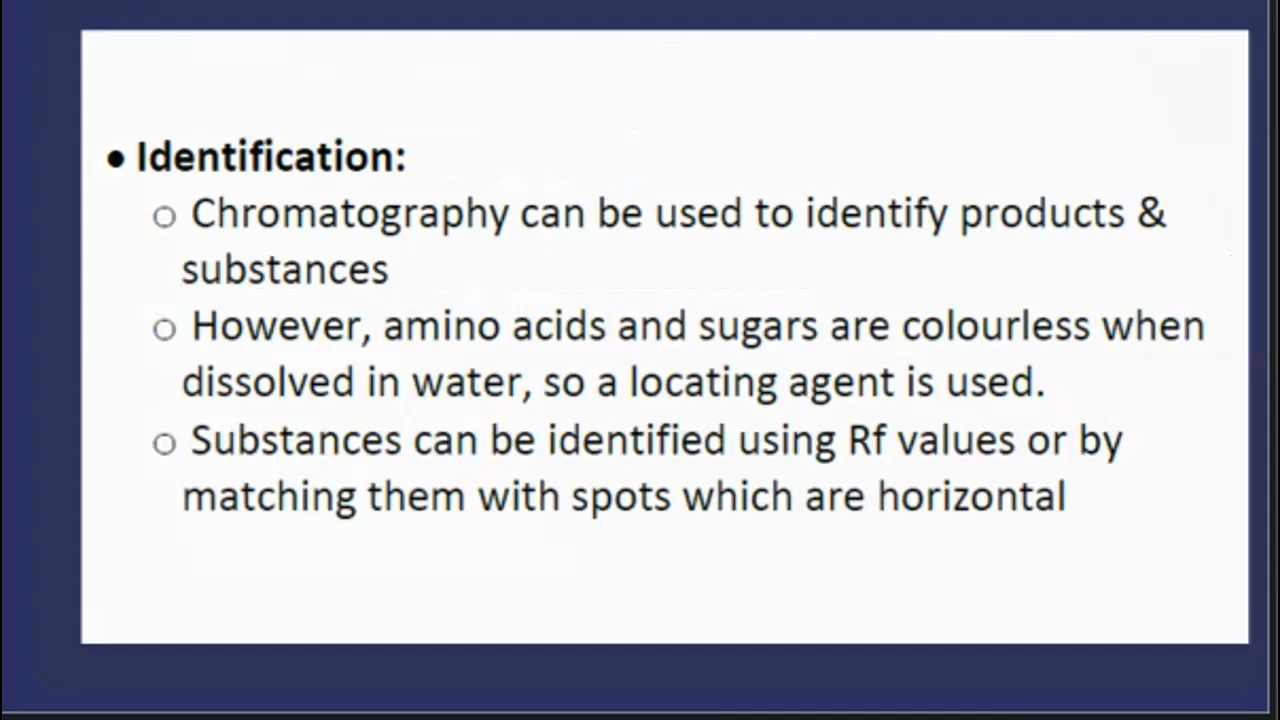 • Identification:
○ Chromatography can be used to identify products &
substances
○ However, amino acids and sugars are colourless when
dissolved in water, so a locating agent is used.
○ Substances can be identified using Rf values or by
matching them with spots which are horizontal